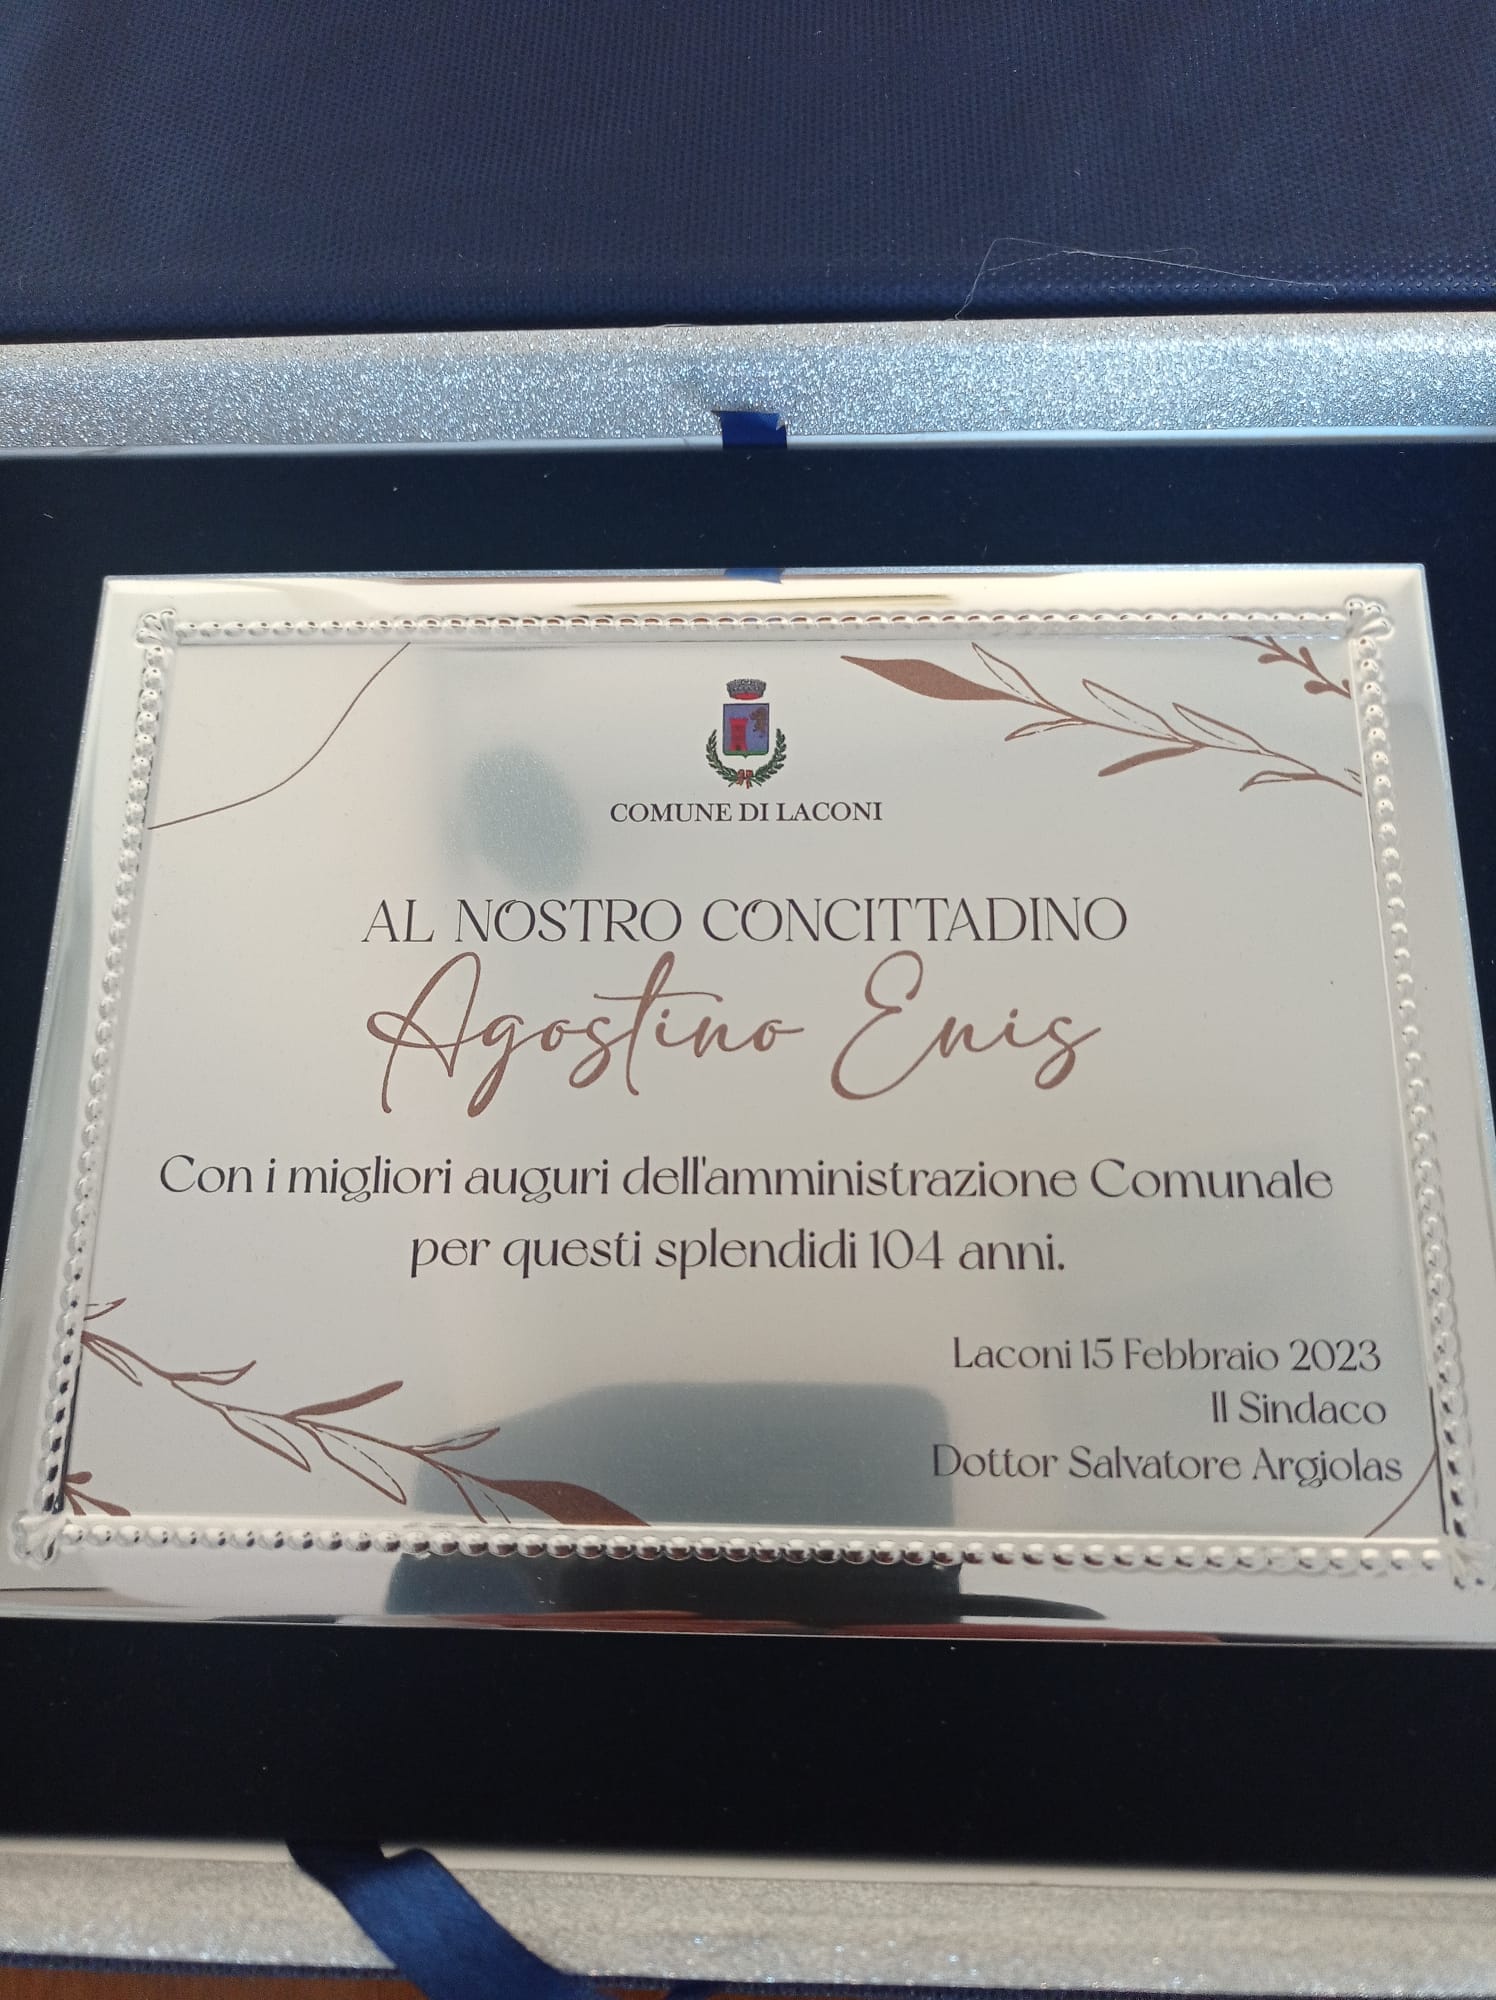 COMUNE DI LACONI
AL NOSTRO CONCITTADINO
Agostino Enis
Con i migliori auguri dell'amministrazione Comunale
per questi splendidi 104 anni.
Laconi 15 Febbraio 2023
Il Sindaco
Dottor Salvatore Argiolas